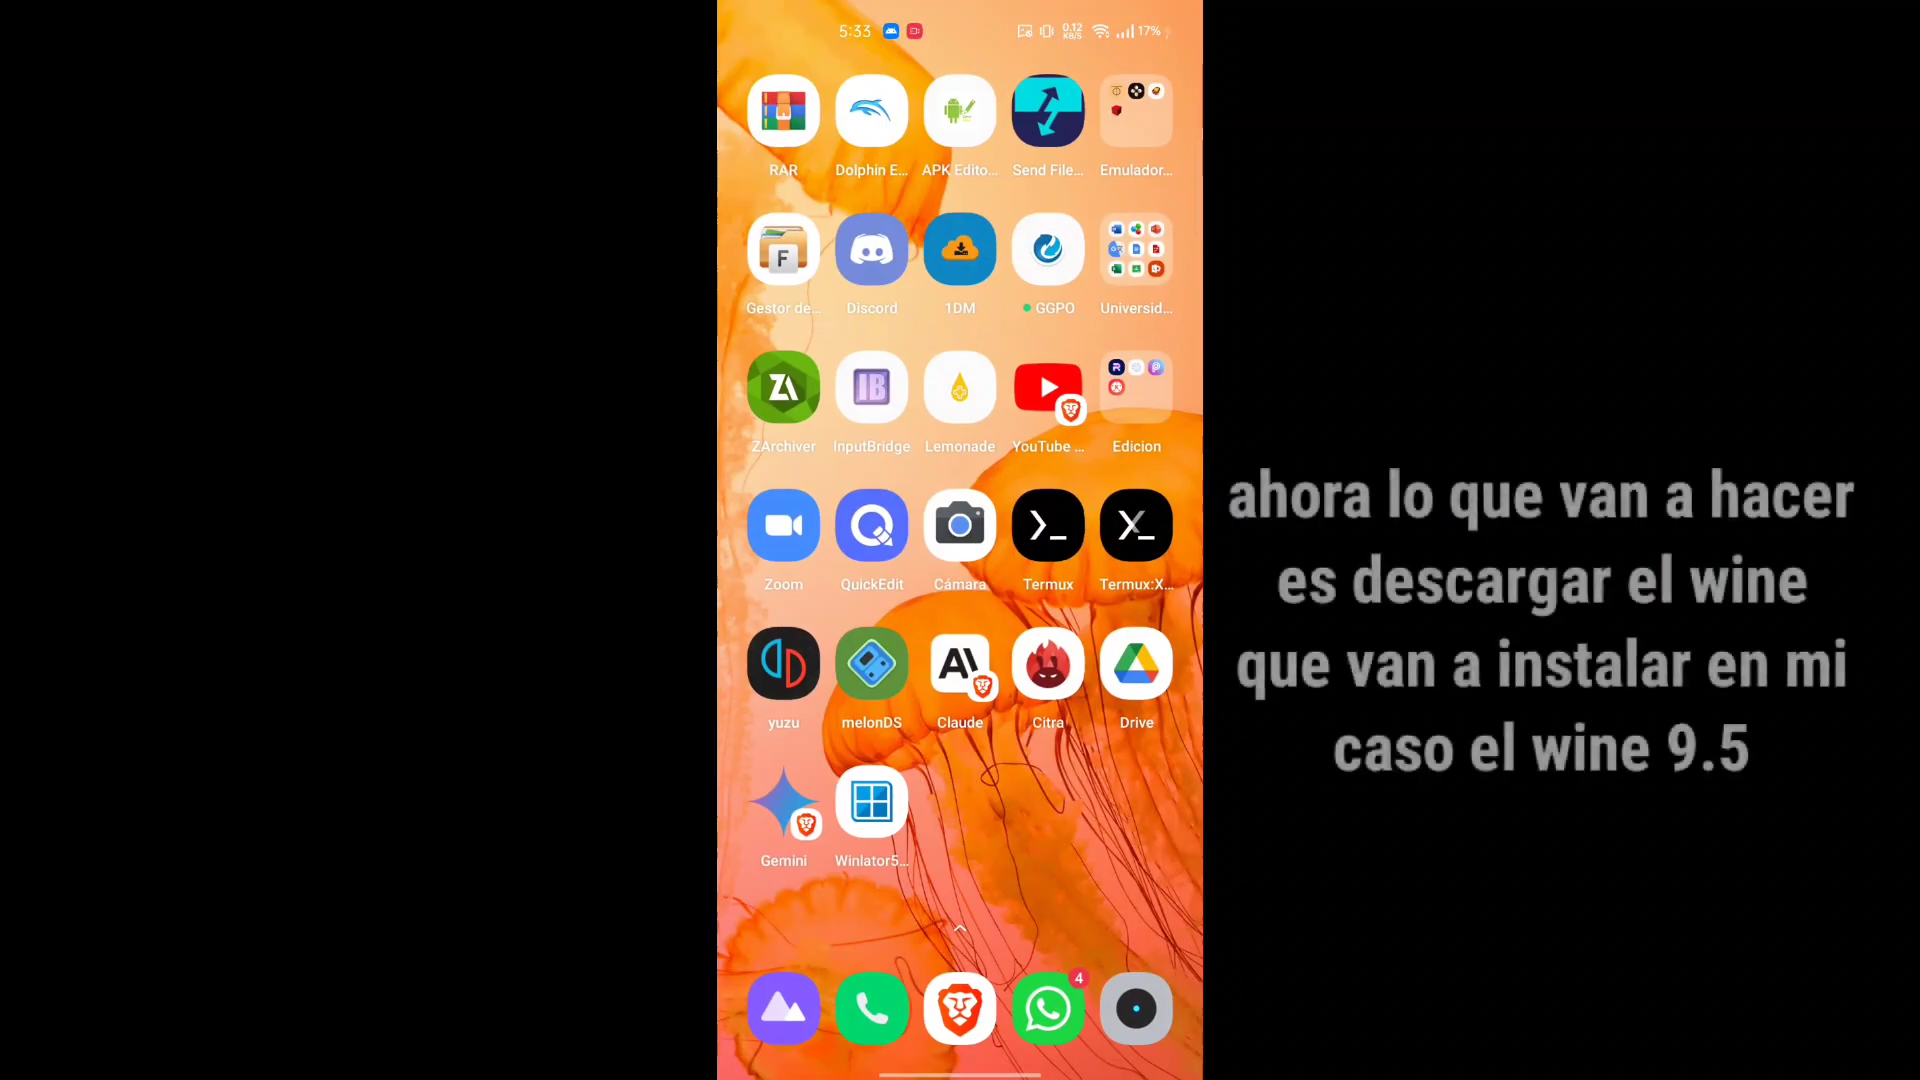 5:33
0.12
KB/S
17%
RAR
Dolphin E...
APK Edito...
Send File...
Emulador...
F
Gestor de...
Discord
1DM
GGPO
Universid...
ZA
IB
ZArchiver
InputBridge
Lemonade
YouTube ...
Edicion
Zoom
QuickEdit
Cámara
Termux
Termux:X...
yuzu
melonDS
Claude
Citra
Drive
Gemini
Winlator5...
4
ahora lo que van a hacer
es descargar el wine
que van a instalar en mi
caso el wine 9.5